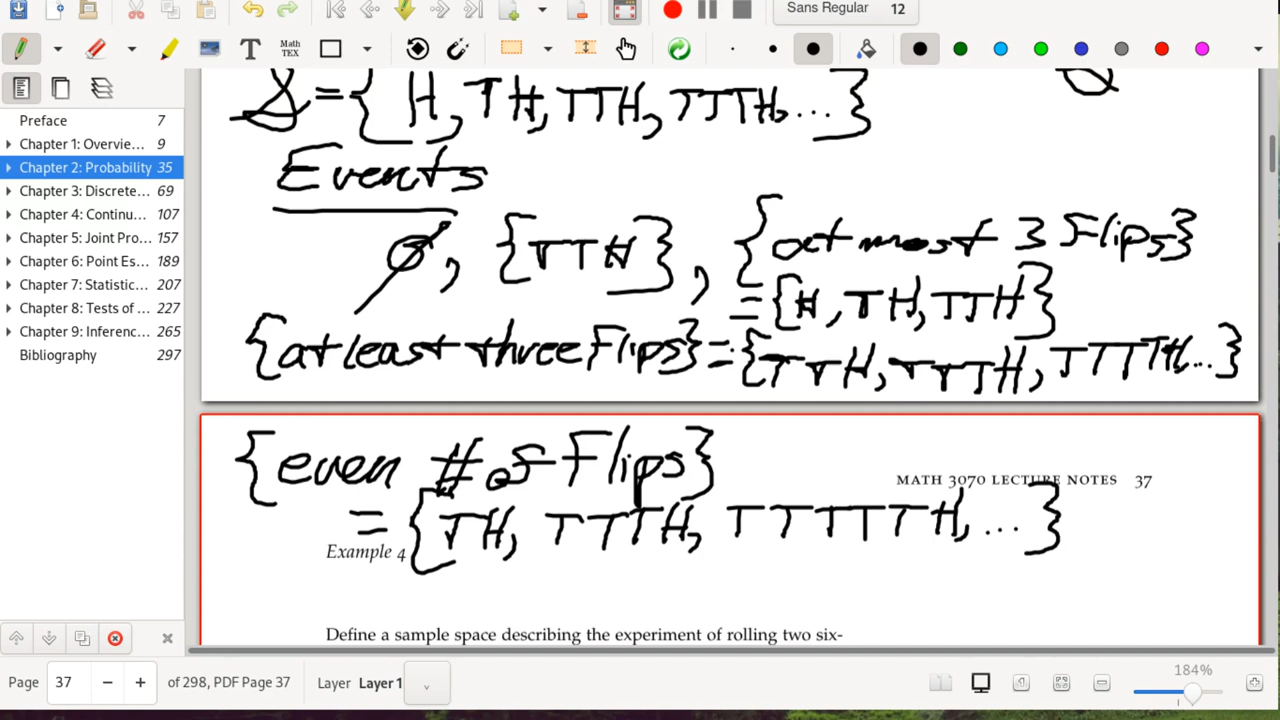 Sans Regular 12
Math
TEX
Preface 7
Chapter 1: Overvie... 9
Chapter 2: Probability 35
Chapter 3: Discrete... 69
Chapter 4: Continu... 107
Chapter 5: Joint Pro... 157
Chapter 6: Point Es... 189
Chapter 7: Statistic... 207
Chapter 8: Tests of ... 227
Chapter 9: Inferenc... 265
Bibliography 297
S = {H, TH, TTH, TTTH, ...}
Events
∅, {TTH}, {at most 3 Flips}
= {H, TH, TTH}
{at least three Flips} = {TTH, TTTH, TTTTH, ...}
{even # of Flips}
MATH 3070 LECTURE NOTES 37
= {TH, TTTH, TTTTTH, ...}
Example 4
Define a sample space describing the experiment of rolling two six-
Page 37 of 298, PDF Page 37 Layer Layer 1 184%